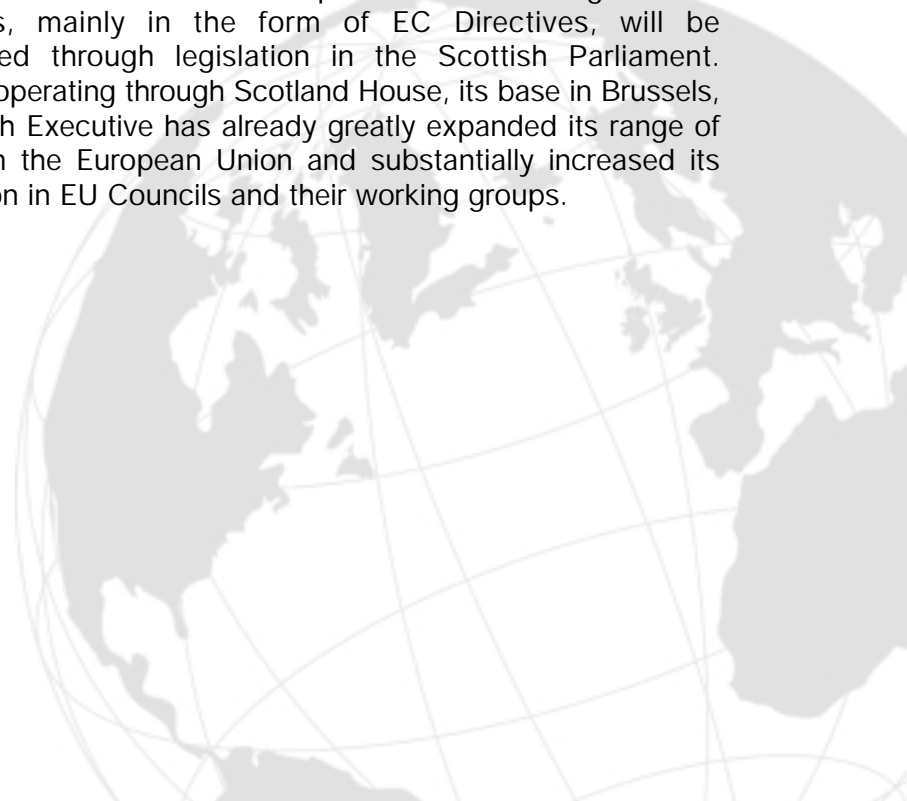 s, mainly in the form of EC Directives, will be
ed through legislation in the Scottish Parliament.
operating through Scotland House, its base in Brussels,
h Executive has already greatly expanded its range of
n the European Union and substantially increased its
on in EU Councils and their working groups.